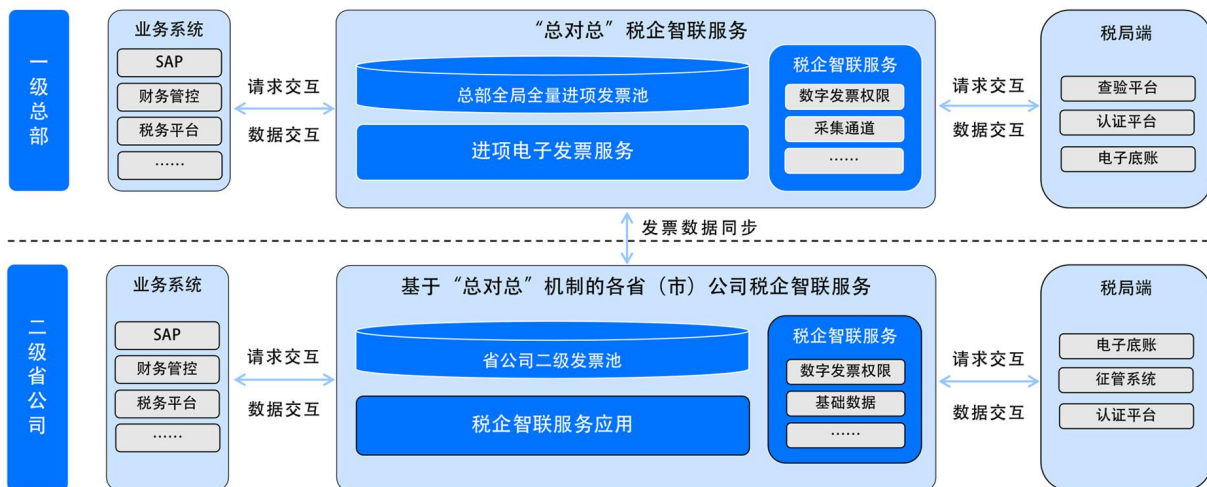 一级总部
业务系统
SAP
财务管控
税务平台
……
请求交互
数据交互
“总对总”税企智联服务
总部全局全量进项发票池
进项电子发票服务
税企智联服务
数字发票权限
采集通道
……
请求交互
数据交互
税局端
查验平台
认证平台
电子底账
发票数据同步
二级省公司
业务系统
SAP
财务管控
税务平台
……
请求交互
数据交互
基于“总对总”机制的各省（市）公司税企智联服务
省公司二级发票池
税企智联服务应用
税企智联服务
数字发票权限
基础数据
……
请求交互
数据交互
税局端
电子底账
征管系统
认证平台